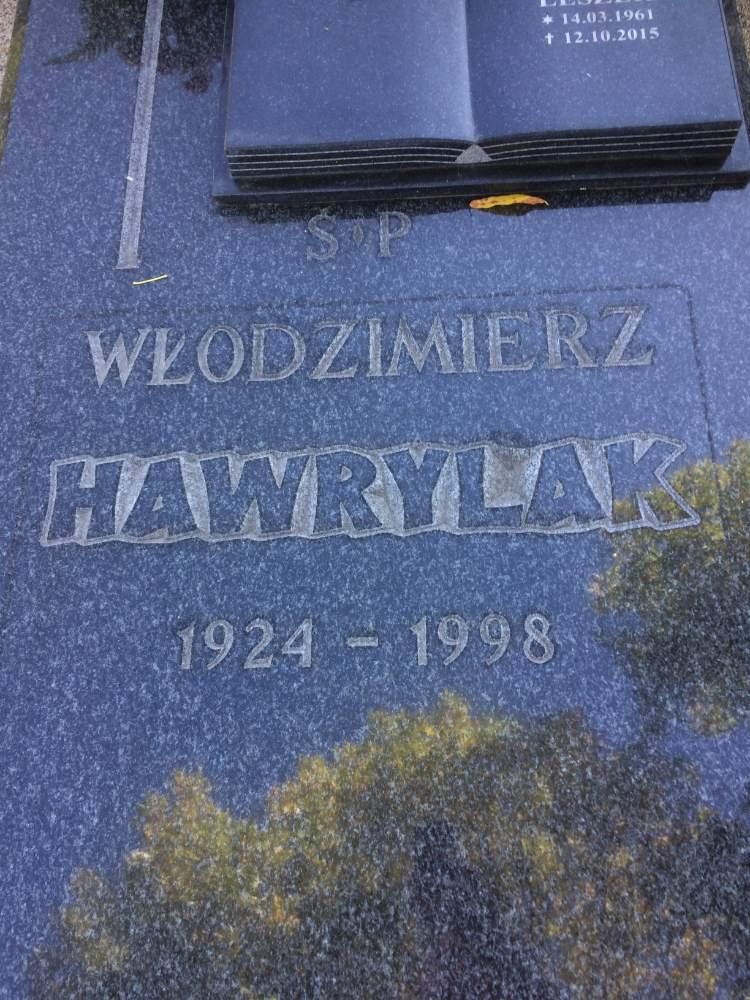 * 14.03.1961
† 12.10.2015
Ś P
WŁODZIMIERZ
HAWRYLAK
1924 - 1998